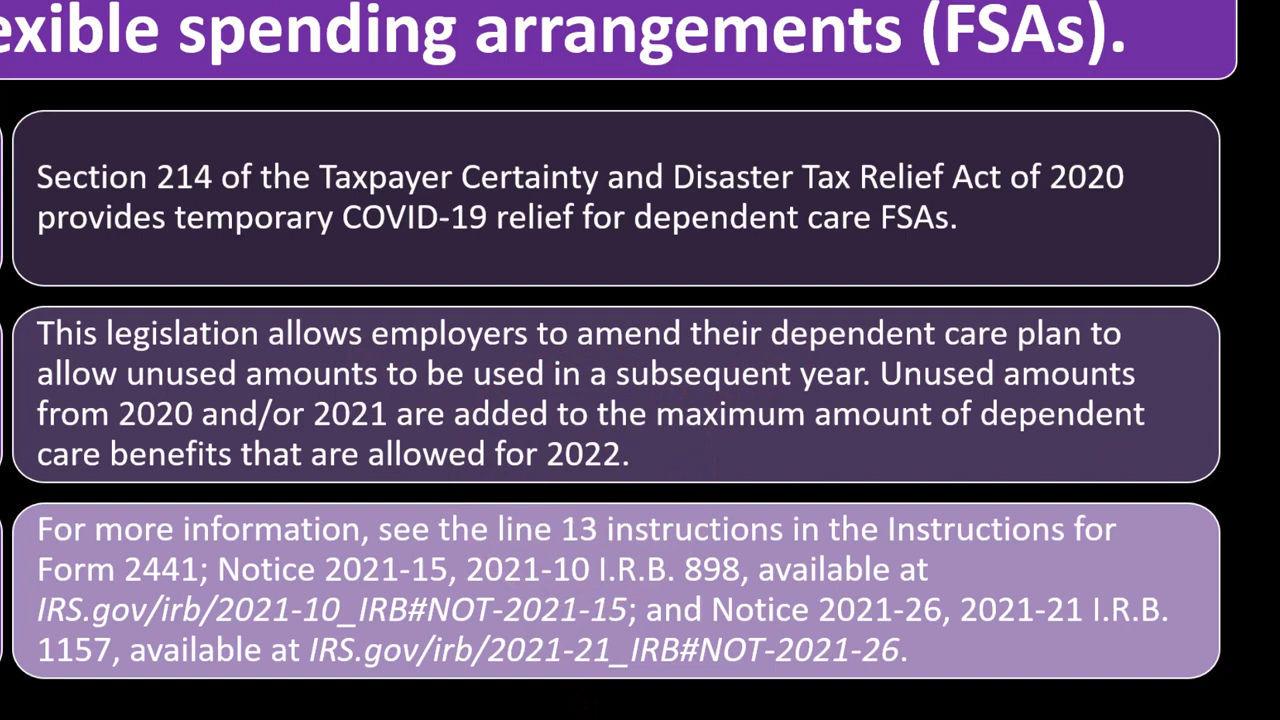 exible spending arrangements (FSAs).
Section 214 of the Taxpayer Certainty and Disaster Tax Relief Act of 2020
provides temporary COVID-19 relief for dependent care FSAs.
This legislation allows employers to amend their dependent care plan to
allow unused amounts to be used in a subsequent year. Unused amounts
from 2020 and/or 2021 are added to the maximum amount of dependent
care benefits that are allowed for 2022.
For more information, see the line 13 instructions in the Instructions for
Form 2441; Notice 2021-15, 2021-10 I.R.B. 898, available at
IRS.gov/irb/2021-10_IRB#NOT-2021-15; and Notice 2021-26, 2021-21 I.R.B.
1157, available at IRS.gov/irb/2021-21_IRB#NOT-2021-26.